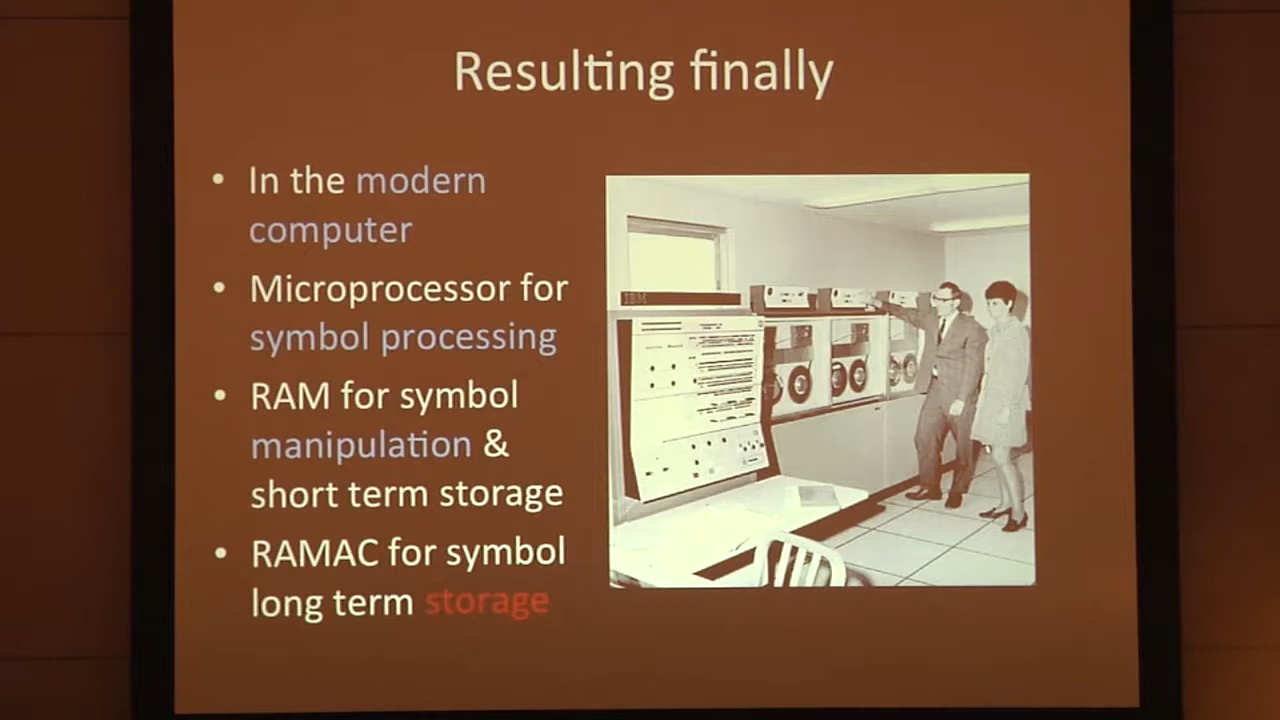 Resulting finally
• In the modern
computer
• Microprocessor for
symbol processing
• RAM for symbol
manipulation &
short term storage
• RAMAC for symbol
long term storage
IBM